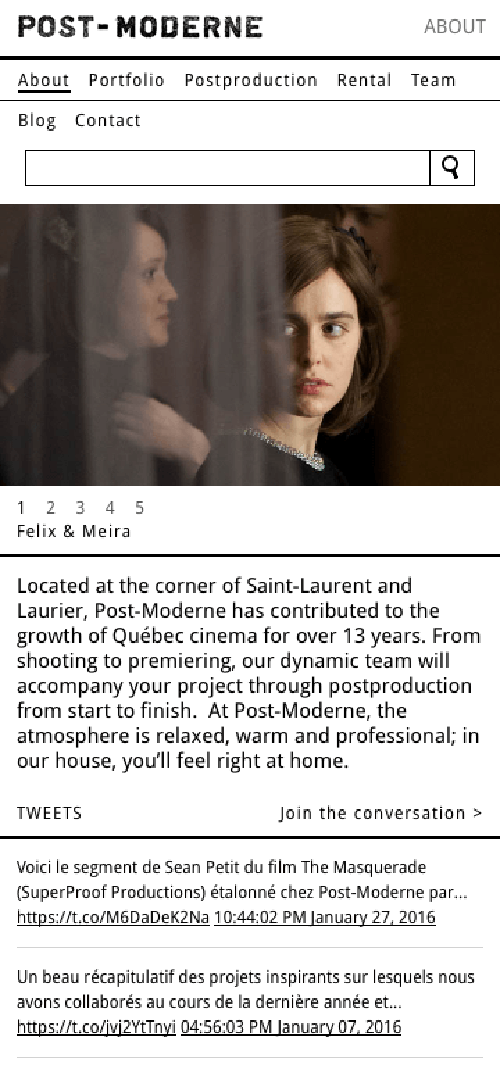 POST-MODERNE
ABOUT
About Portfolio Postproduction Rental Team
Blog Contact
1 2 3 4 5
Felix & Meira
Located at the corner of Saint-Laurent and
Laurier, Post-Moderne has contributed to the
growth of Québec cinema for over 13 years. From
shooting to premiering, our dynamic team will
accompany your project through postproduction
from start to finish.  At Post-Moderne, the
atmosphere is relaxed, warm and professional; in
our house, you’ll feel right at home.
TWEETS Join the conversation >
Voici le segment de Sean Petit du film The Masquerade
(SuperProof Productions) étalonné chez Post-Moderne par...
https://t.co/M6DaDeK2Na 10:44:02 PM January 27, 2016
Un beau récapitulatif des projets inspirants sur lesquels nous
avons collaborés au cours de la dernière année et...
https://t.co/jvj2YtTnyi 04:56:03 PM January 07, 2016